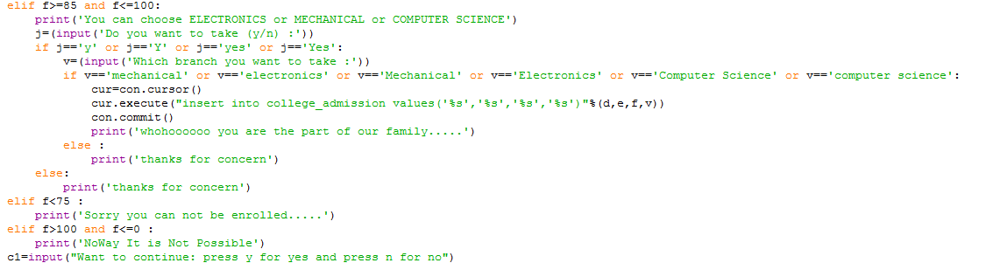 elif f>=85 and f<=100:
    print('You can choose ELECTRONICS or MECHANICAL or COMPUTER SCIENCE')
    j=(input('Do you want to take (y/n) :'))
    if j=='y' or j=='Y' or j=='yes' or j=='Yes':
        v=(input('Which branch you want to take :'))
        if v=='mechanical' or v=='electronics' or v=='Mechanical' or v=='Electronics' or v=='Computer Science' or v=='computer science':
            cur=con.cursor()
            cur.execute("insert into college_admission values('%s','%s','%s','%s')"%(d,e,f,v))
            con.commit()
            print('whohoooooo you are the part of our family.....')
        else :
            print('thanks for concern')
    else:
        print('thanks for concern')
elif f<75 :
    print('Sorry you can not be enrolled.....')
elif f>100 and f<=0 :
    print('NoWay It is Not Possible')
c1=input("Want to continue: press y for yes and press n for no")